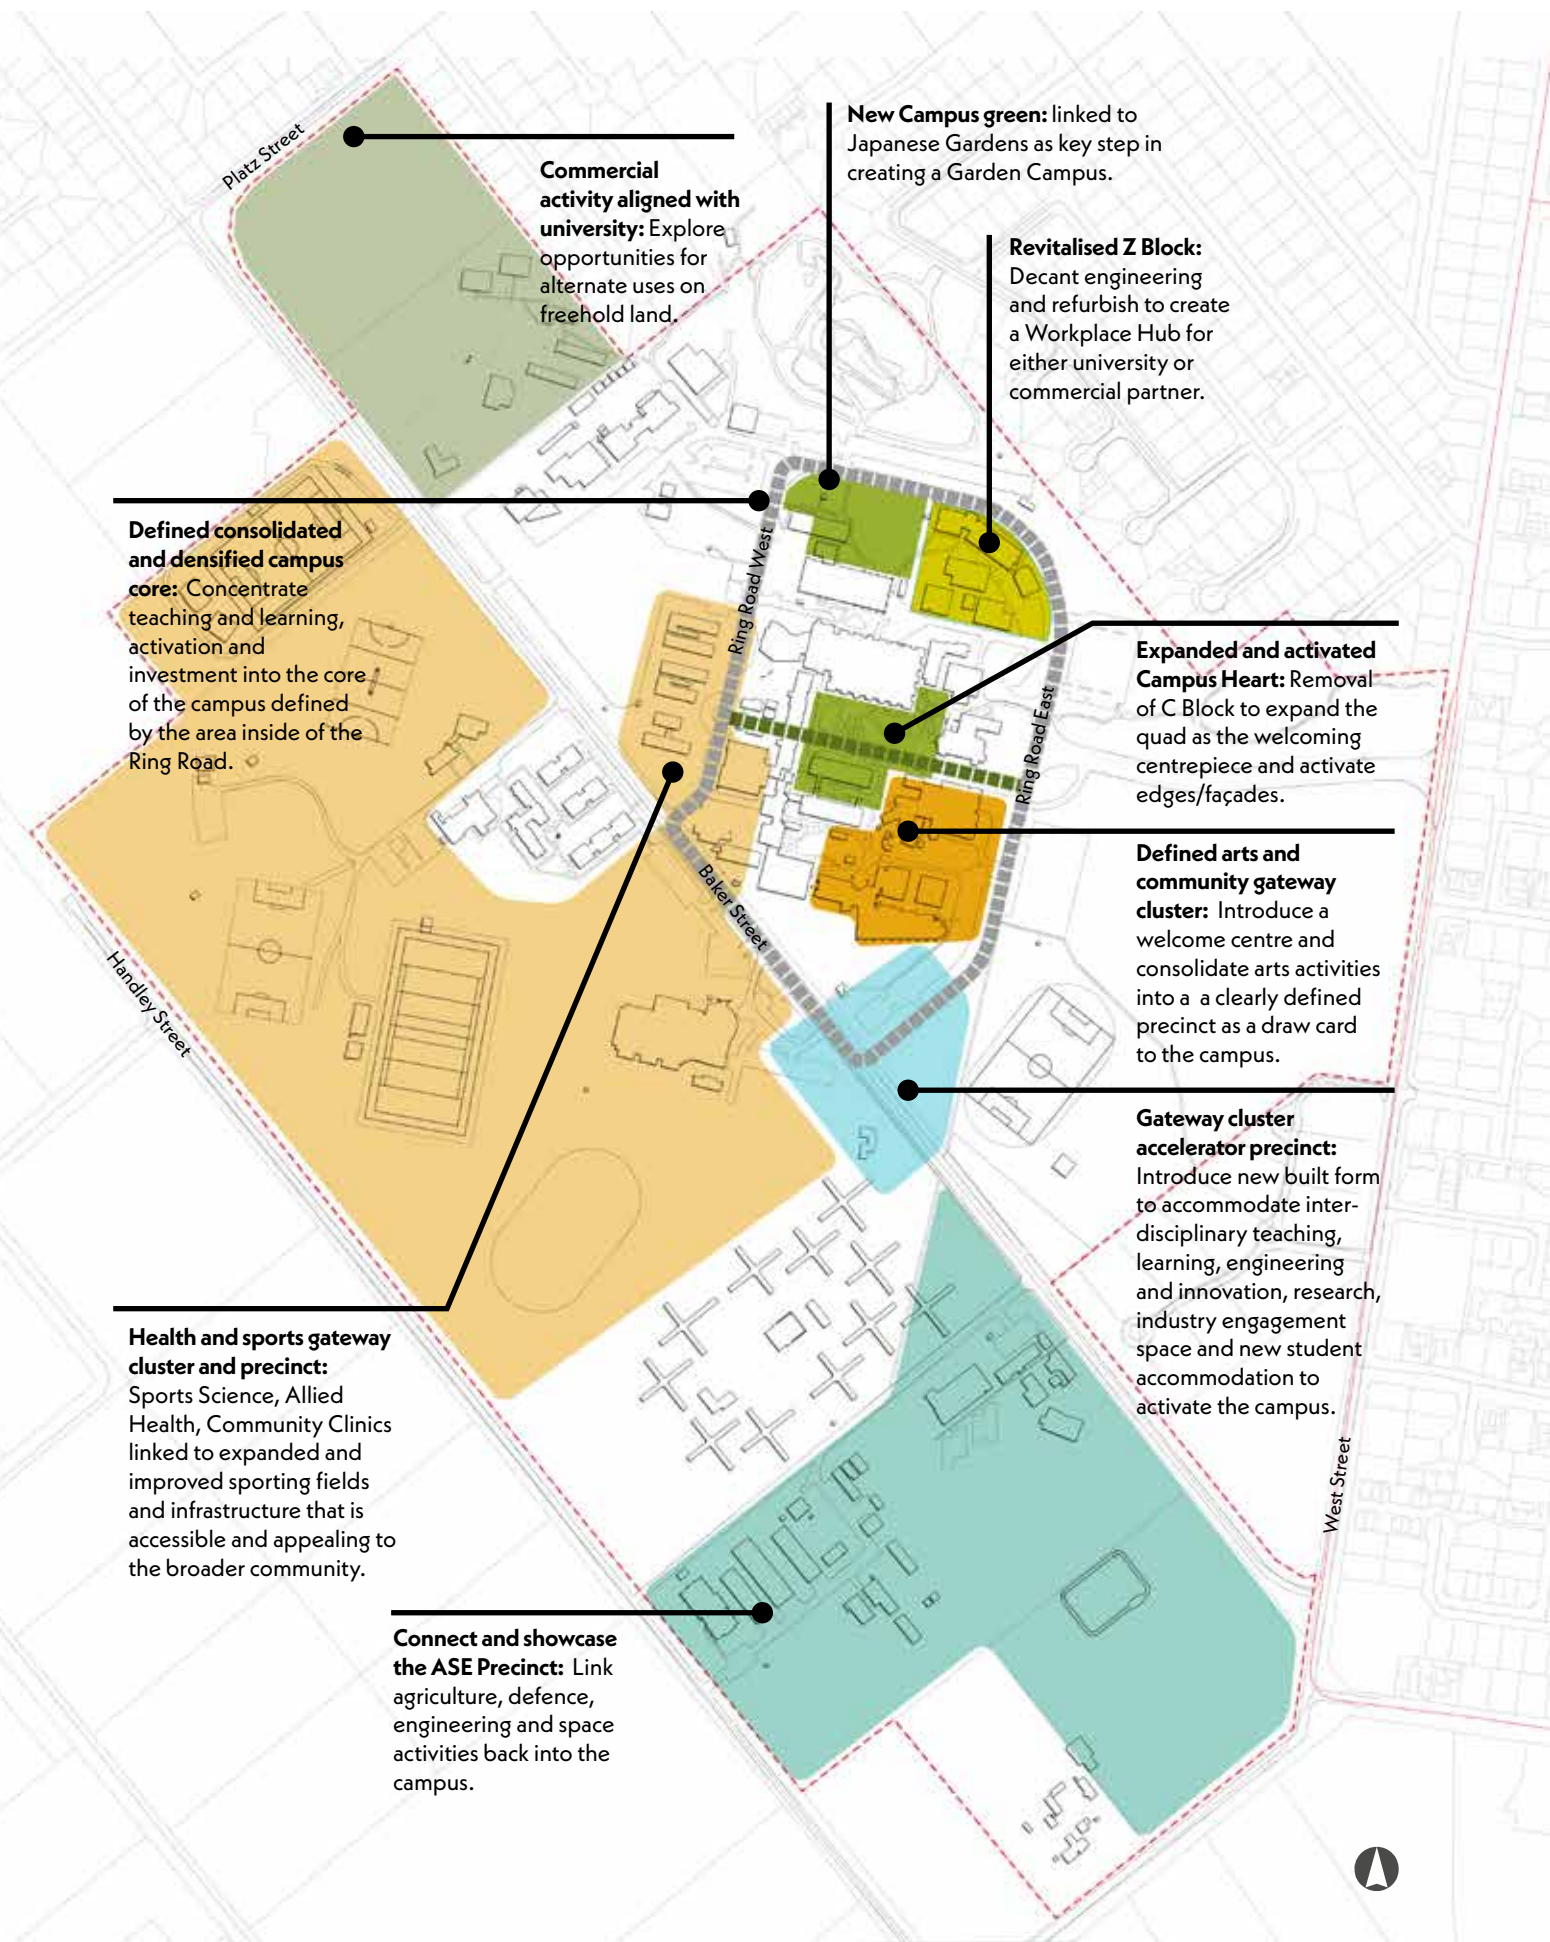 Platz Street
Commercial
activity aligned with
university: Explore
opportunities for
alternate uses on
freehold land.
New Campus green: linked to
Japanese Gardens as key step in
creating a Garden Campus.
Revitalised Z Block:
Decant engineering
and refurbish to create
a Workplace Hub for
either university or
commercial partner.
Defined consolidated
and densified campus
core: Concentrate
teaching and learning,
activation and
investment into the core
of the campus defined
by the area inside of the
Ring Road.
Ring Road West
Ring Road East
Expanded and activated
Campus Heart: Removal
of C Block to expand the
quad as the welcoming
centrepiece and activate
edges/façades.
Baker Street
Defined arts and
community gateway
cluster: Introduce a
welcome centre and
consolidate arts activities
into a a clearly defined
precinct as a draw card
to the campus.
Handley Street
Gateway cluster
accelerator precinct:
Introduce new built form
to accommodate inter-
disciplinary teaching,
learning, engineering
and innovation, research,
industry engagement
space and new student
accommodation to
activate the campus.
Health and sports gateway
cluster and precinct:
Sports Science, Allied
Health, Community Clinics
linked to expanded and
improved sporting fields
and infrastructure that is
accessible and appealing to
the broader community.
West Street
Connect and showcase
the ASE Precinct: Link
agriculture, defence,
engineering and space
activities back into the
campus.